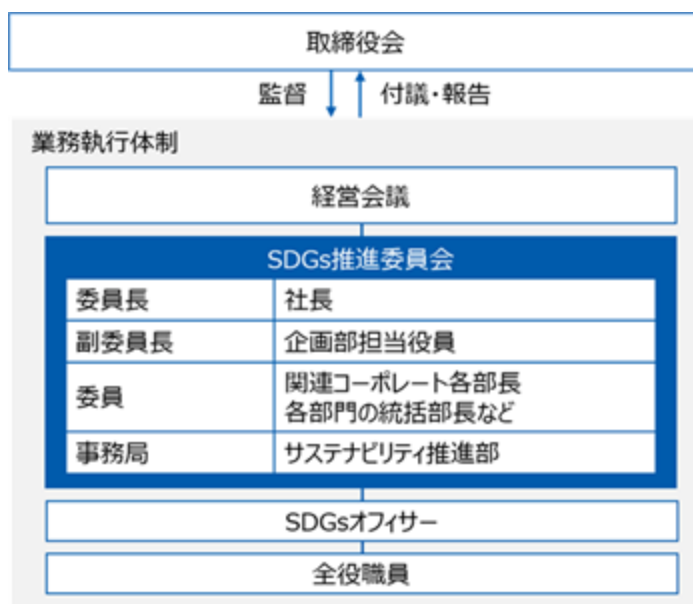 取締役会
監督 付議・報告
業務執行体制
経営会議
SDGs推進委員会
委員長 社長
副委員長 企画部担当役員
委員 関連コーポレート各部長
各部門の統括部長など
事務局 サステナビリティ推進部
SDGsオフィサー
全役職員